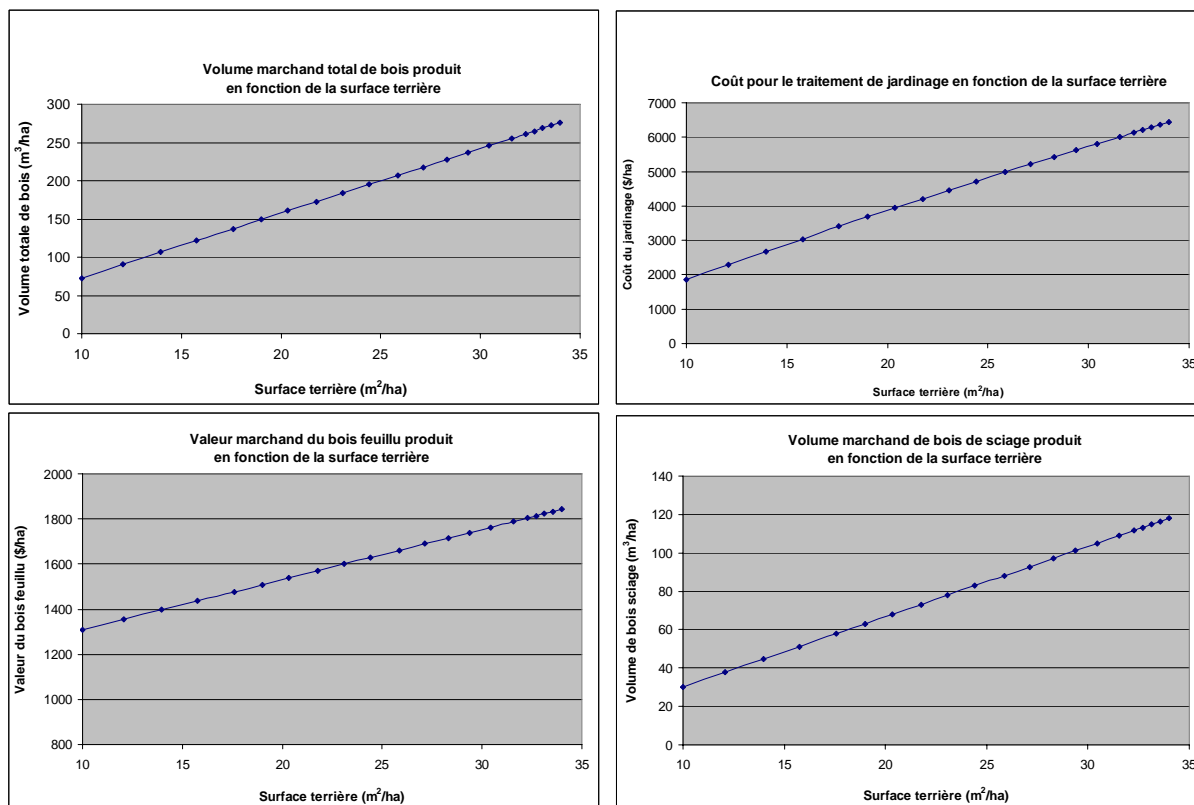 Volume marchand total de bois produit
en fonction de la surface terrière
Volume totale de bois (m³/ha)
300
250
200
150
100
50
0
10 15 20 25 30 35
Surface terrière (m²/ha)
Coût pour le traitement de jardinage en fonction de la surface terrière
Coût du jardinage ($/ha)
7000
6000
5000
4000
3000
2000
1000
0
10 15 20 25 30 35
Surface terrière (m²/ha)
Valeur marchand du bois feuillu produit
en fonction de la surface terrière
Valeur du bois feuillu ($/ha)
2000
1800
1600
1400
1200
1000
800
10 15 20 25 30 35
Surface terrière (m²/ha)
Volume marchand de bois de sciage produit
en fonction de la surface terrière
Volume de bois sciage (m³/ha)
140
120
100
80
60
40
20
0
10 15 20 25 30 35
Surface terrière (m²/ha)